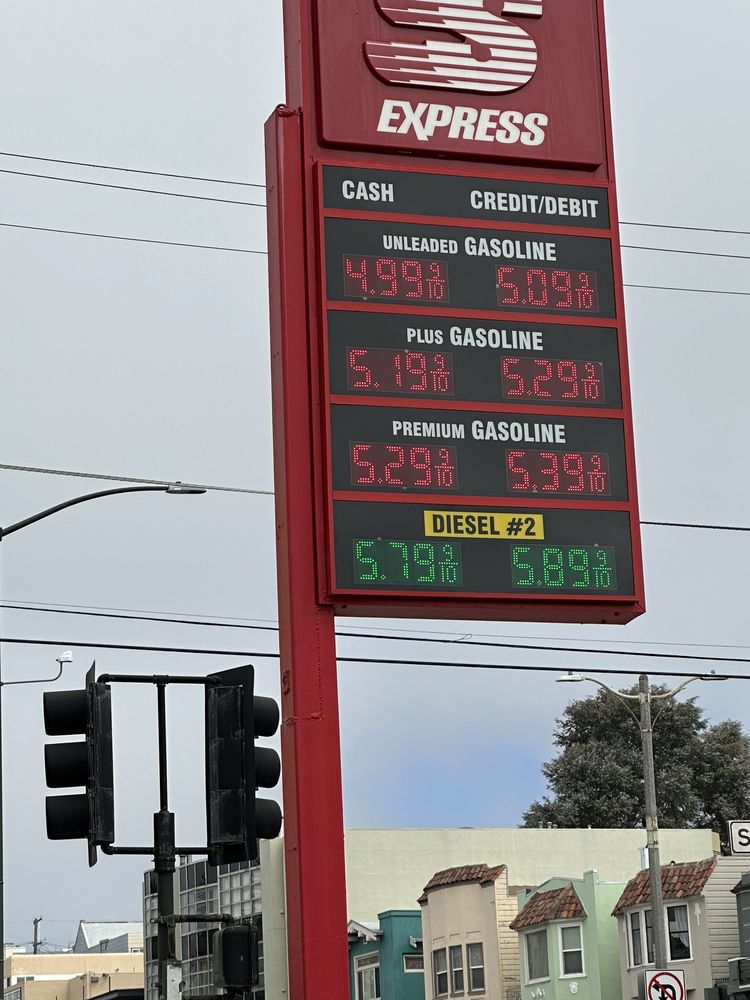 S
EXPRESS
CASH CREDIT/DEBIT
UNLEADED GASOLINE
4.99 9/10 5.09 9/10
PLUS GASOLINE
5.19 9/10 5.29 9/10
PREMIUM GASOLINE
5.29 9/10 5.39 9/10
DIESEL #2
5.79 9/10 5.89 9/10
S